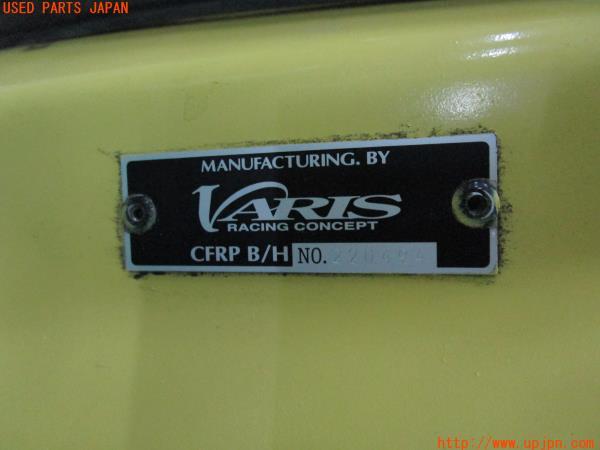 USED PARTS JAPAN
MANUFACTURING. BY
VARIS
RACING CONCEPT
CFRP B/H NO.
http://www.upjpn.com/